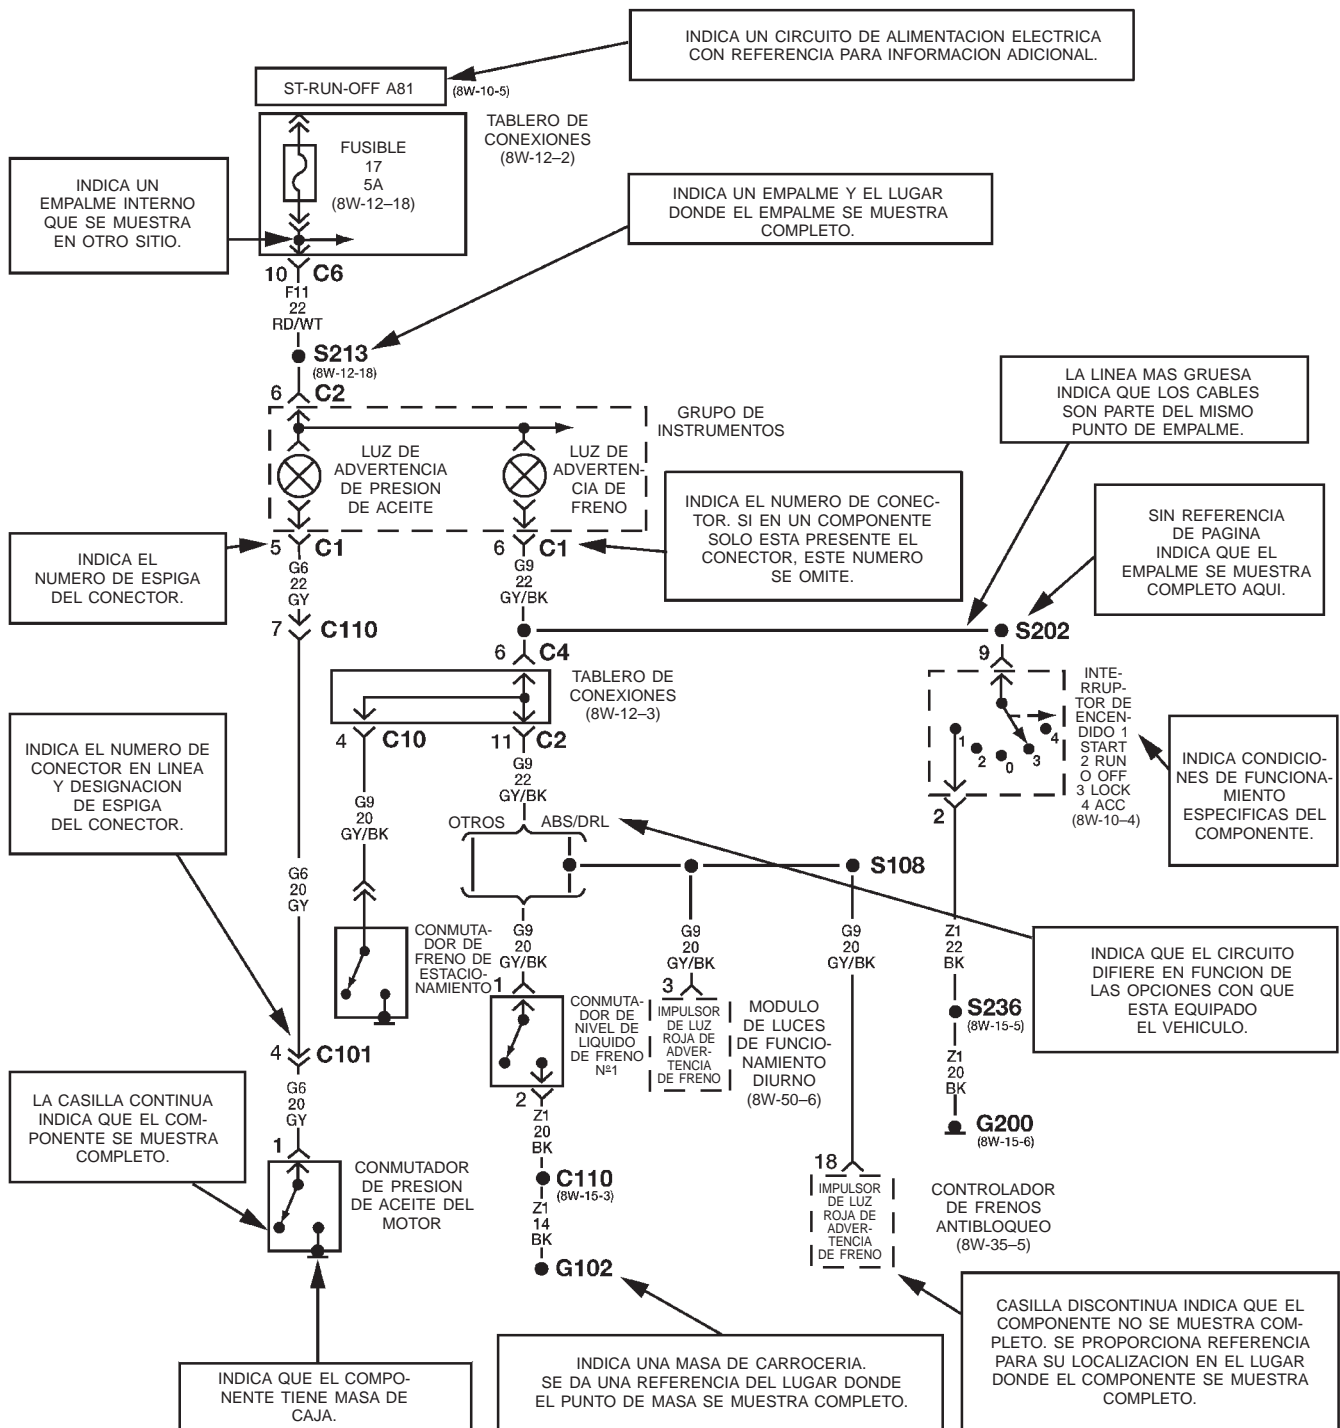 INDICA UN CIRCUITO DE ALIMENTACION ELECTRICA
CON REFERENCIA PARA INFORMACION ADICIONAL.
ST-RUN-OFF A81
(8W-10-5)
TABLERO DE
CONEXIONES
(8W-12–2)
FUSIBLE
17
5A
(8W-12–18)
INDICA UN
EMPALME INTERNO
QUE SE MUESTRA
EN OTRO SITIO.
INDICA UN EMPALME Y EL LUGAR
DONDE EL EMPALME SE MUESTRA
COMPLETO.
10 C6
F11
22
RD/WT
S213
(8W-12-18)
6 C2
LA LINEA MAS GRUESA
INDICA QUE LOS CABLES
SON PARTE DEL MISMO
PUNTO DE EMPALME.
GRUPO DE
INSTRUMENTOS
LUZ DE
ADVERTENCIA
DE PRESION
DE ACEITE
LUZ DE
ADVERTEN-
CIA DE
FRENO
INDICA EL NUMERO DE CONEC-
TOR. SI EN UN COMPONENTE
SOLO ESTA PRESENTE EL
CONECTOR, ESTE NUMERO
SE OMITE.
SIN REFERENCIA
DE PAGINA
INDICA QUE EL
EMPALME SE MUESTRA
COMPLETO AQUI.
INDICA EL
NUMERO DE ESPIGA
DEL CONECTOR.
5 C1
G6
22
GY
6 C1
G9
22
GY/BK
7 C110
S202
6 C4
9
TABLERO DE
CONEXIONES
(8W-12–3)
INTE-
RRUP-
TOR DE
ENCEN-
DIDO 1
START
2 RUN
O OFF
3 LOCK
4 ACC
(8W-10–4)
1
2
0
3
4
INDICA CONDICIO-
NES DE FUNCIONA-
MIENTO
ESPECIFICAS DEL
COMPONENTE.
INDICA EL NUMERO DE
CONECTOR EN LINEA
Y DESIGNACION
DE ESPIGA
DEL CONECTOR.
4 C10
11 C2
G9
22
GY/BK
G9
20
GY/BK
2
OTROS
ABS/DRL
S108
G6
20
GY
CONMUTA-
DOR DE
FRENO DE
ESTACIO-
NAMIENTO
G9
20
GY/BK
G9
20
GY/BK
G9
20
GY/BK
Z1
22
BK
INDICA QUE EL CIRCUITO
DIFIERE EN FUNCION DE
LAS OPCIONES CON QUE
ESTA EQUIPADO
EL VEHICULO.
1
CONMUTA-
DOR DE
NIVEL DE
LIQUIDO
DE FRENO
Nº1
3
IMPULSOR
DE LUZ
ROJA DE
ADVER-
TENCIA
DE FRENO
MODULO
DE LUCES
DE FUNCIO-
NAMIENTO
DIURNO
(8W-50–6)
S236
(8W-15-5)
Z1
20
BK
4 C101
G6
20
GY
G200
(8W-15-6)
LA CASILLA CONTINUA
INDICA QUE EL COM-
PONENTE SE MUESTRA
COMPLETO.
1
2
Z1
20
BK
CONMUTADOR
DE PRESION
DE ACEITE DEL
MOTOR
C110
(8W-15-3)
Z1
14
BK
G102
18
IMPULSOR
DE LUZ
ROJA DE
ADVER-
TENCIA
DE FRENO
CONTROLADOR
DE FRENOS
ANTIBLOQUEO
(8W-35–5)
INDICA QUE EL COMPO-
NENTE TIENE MASA DE
CAJA.
INDICA UNA MASA DE CARROCERIA.
SE DA UNA REFERENCIA DEL LUGAR DONDE
EL PUNTO DE MASA SE MUESTRA COMPLETO.
CASILLA DISCONTINUA INDICA QUE EL
COMPONENTE NO SE MUESTRA COM-
PLETO. SE PROPORCIONA REFERENCIA
PARA SU LOCALIZACION EN EL LUGAR
DONDE EL COMPONENTE SE MUESTRA
COMPLETO.